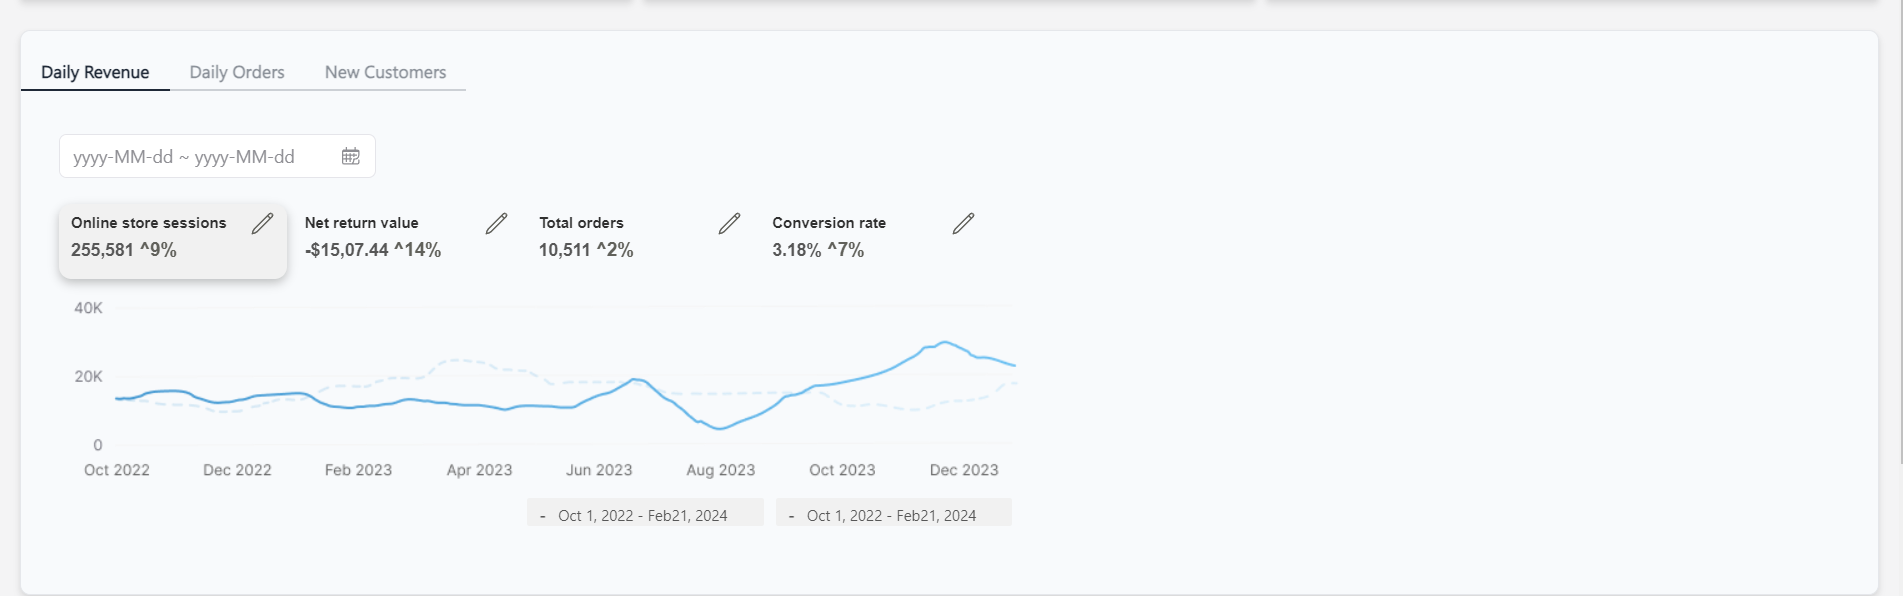 Daily Revenue Daily Orders New Customers
yyyy-MM-dd ~ yyyy-MM-dd
Online store sessions Net return value Total orders Conversion rate
255,581 ^9% -$15,07.44 ^14% 10,511 ^2% 3.18% ^7%
40K
20K
0
Oct 2022 Dec 2022 Feb 2023 Apr 2023 Jun 2023 Aug 2023 Oct 2023 Dec 2023
- Oct 1, 2022 - Feb21, 2024 - Oct 1, 2022 - Feb21, 2024